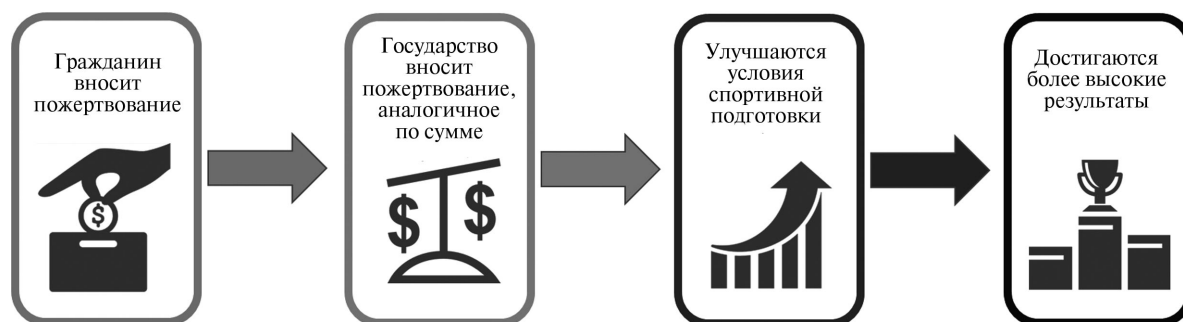 Гражданин
вносит
пожертвование
$
Государство
вносит
пожертвование,
аналогичное
по сумме
$ $
Улучшаются
условия
спортивной
подготовки
Достигаются
более высокие
результаты